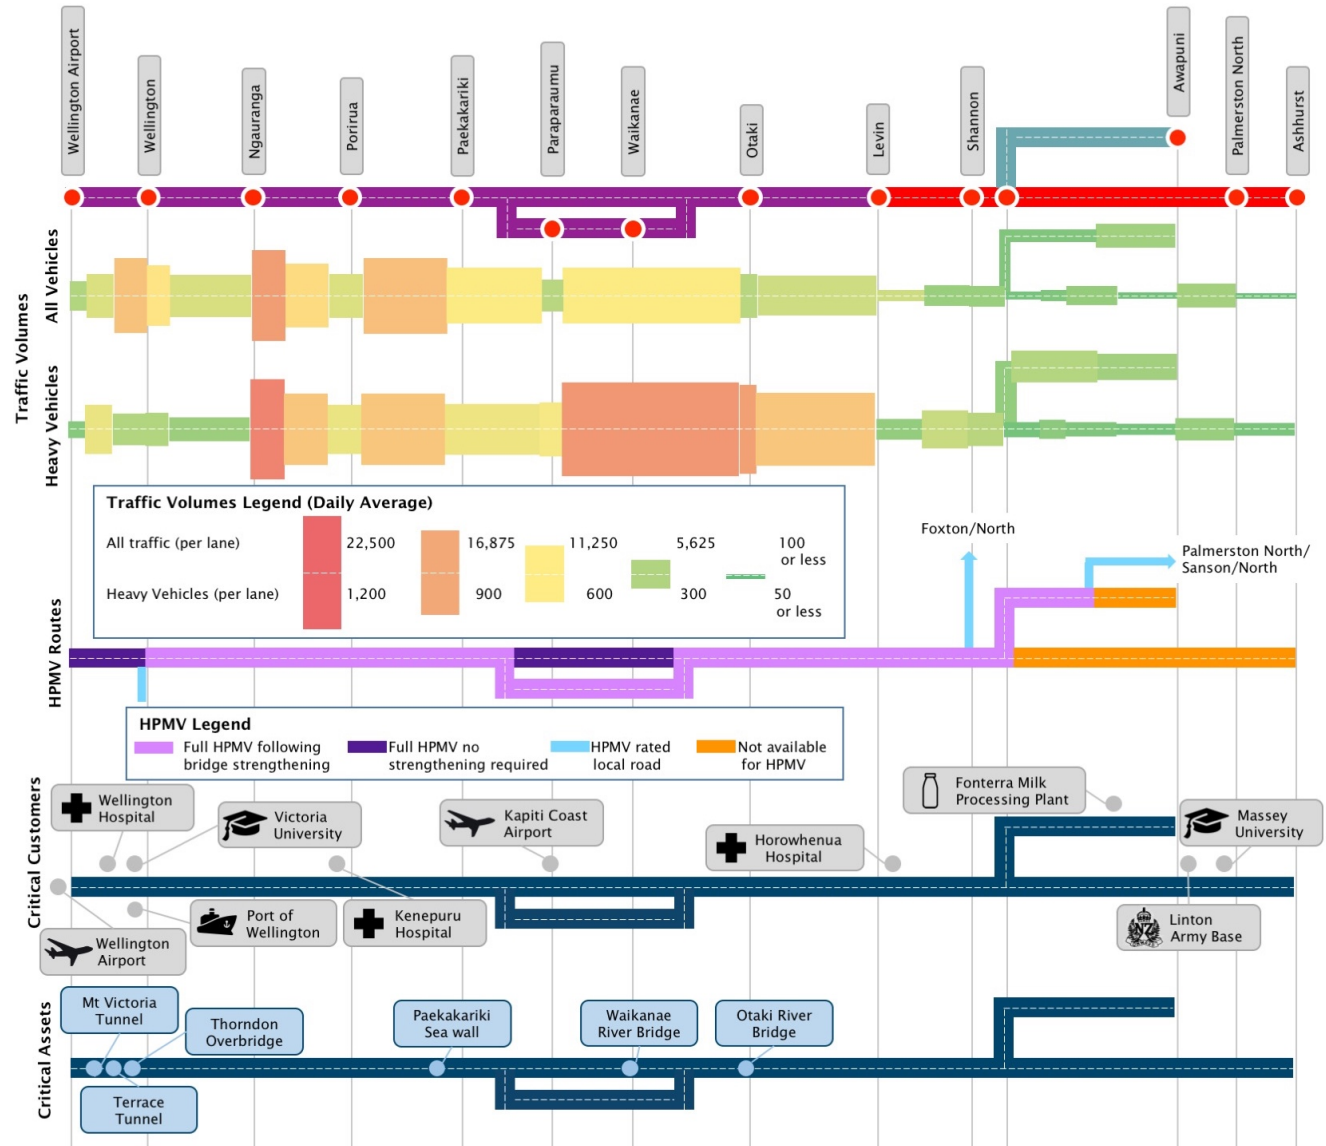 Wellington Airport
Wellington
Ngauranga
Porirua
Paekakariki
Paraparaumu
Waikanae
Otaki
Levin
Shannon
Awapuni
Palmerston North
Ashhurst
Traffic Volumes
All Vehicles
Heavy Vehicles
Traffic Volumes Legend (Daily Average)
All traffic (per lane) 22,500 16,875 11,250 5,625 100
or less
Heavy Vehicles (per lane) 1,200 900 600 300 50
or less
Foxton/North
Palmerston North/
Sanson/North
HPMV Routes
HPMV Legend
Full HPMV following
bridge strengthening
Full HPMV no
strengthening required
HPMV rated
local road
Not available
for HPMV
Critical Customers
Wellington
Hospital
Victoria
University
Kapiti Coast
Airport
Horowhenua
Hospital
Fonterra Milk
Processing Plant
Massey
University
Wellington
Airport
Port of
Wellington
Kenepuru
Hospital
NZ
Linton
Army Base
Critical Assets
Mt Victoria
Tunnel
Thorndon
Overbridge
Terrace
Tunnel
Paekakariki
Sea wall
Waikanae
River Bridge
Otaki River
Bridge